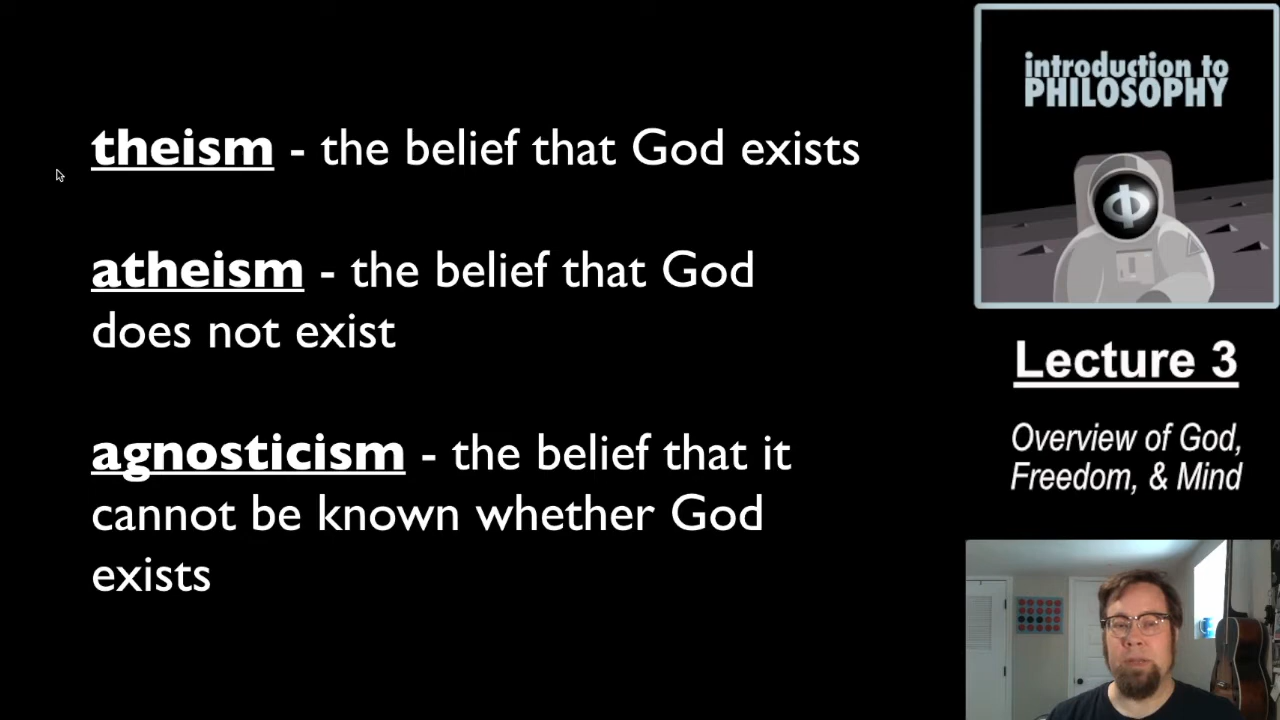 theism - the belief that God exists
atheism - the belief that God
does not exist
agnosticism - the belief that it
cannot be known whether God
exists
introduction to
PHILOSOPHY
Φ
Lecture 3
Overview of God,
Freedom, & Mind